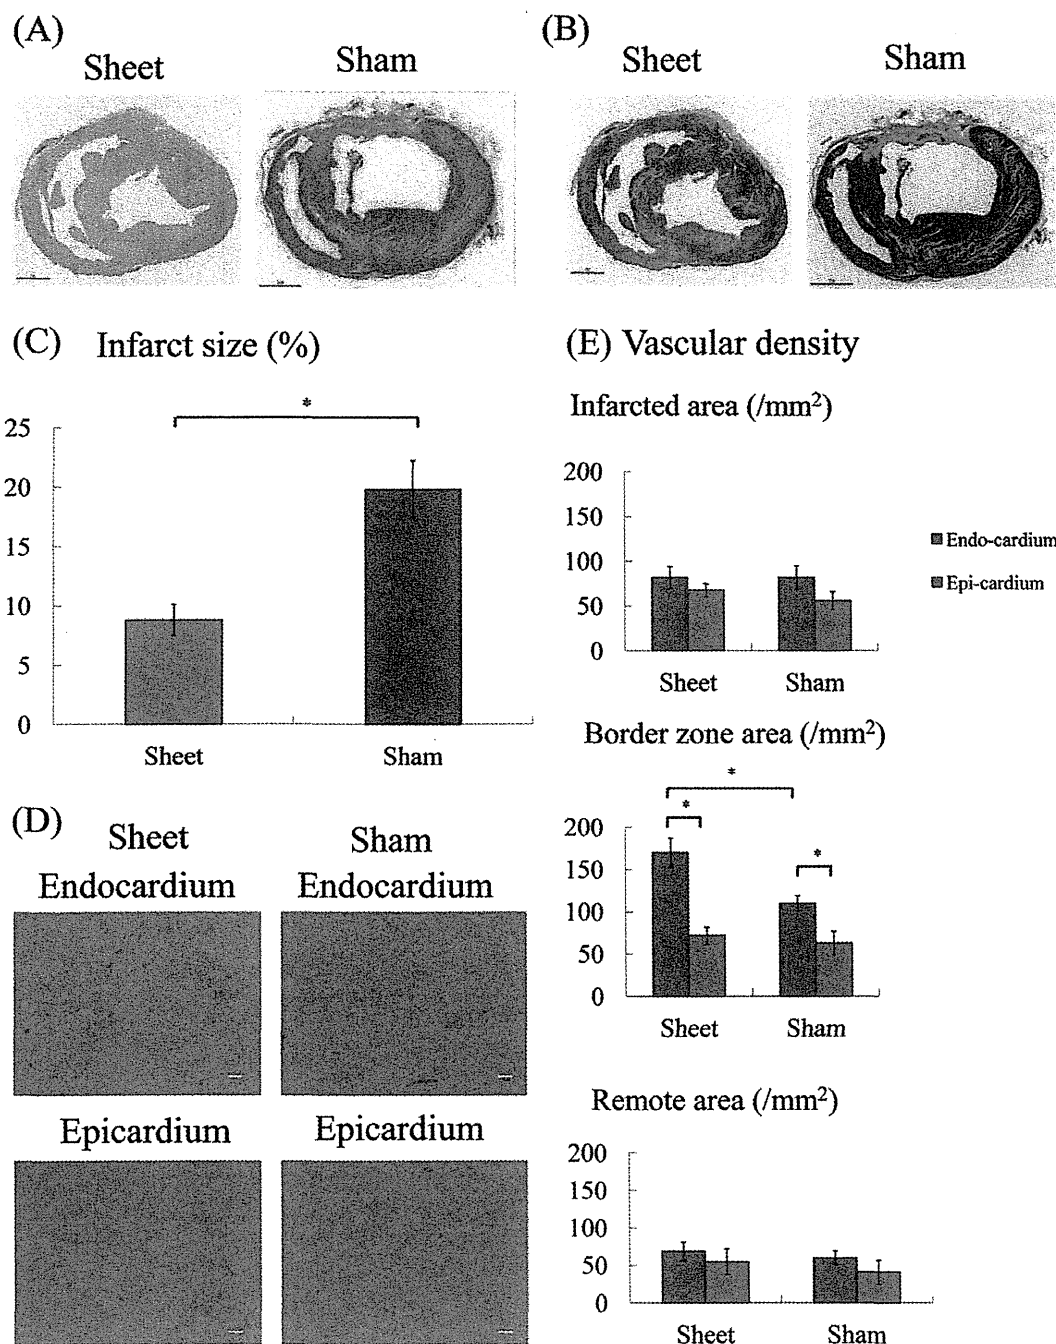 (A)
Sheet
Sham
(B)
Sheet
Sham
(C) Infarct size (%)
*
25
20
15
10
5
0
Sheet
Sham
(D)
Sheet
Endocardium
Sham
Endocardium
Epicardium
Epicardium
(E) Vascular density
Infarcted area (/mm²)
200
150
100
50
0
Sheet
Sham
Endo-cardium
Epi-cardium
Border zone area (/mm²)
*
*
*
200
150
100
50
0
Sheet
Sham
Remote area (/mm²)
200
150
100
50
0
Sheet
Sham